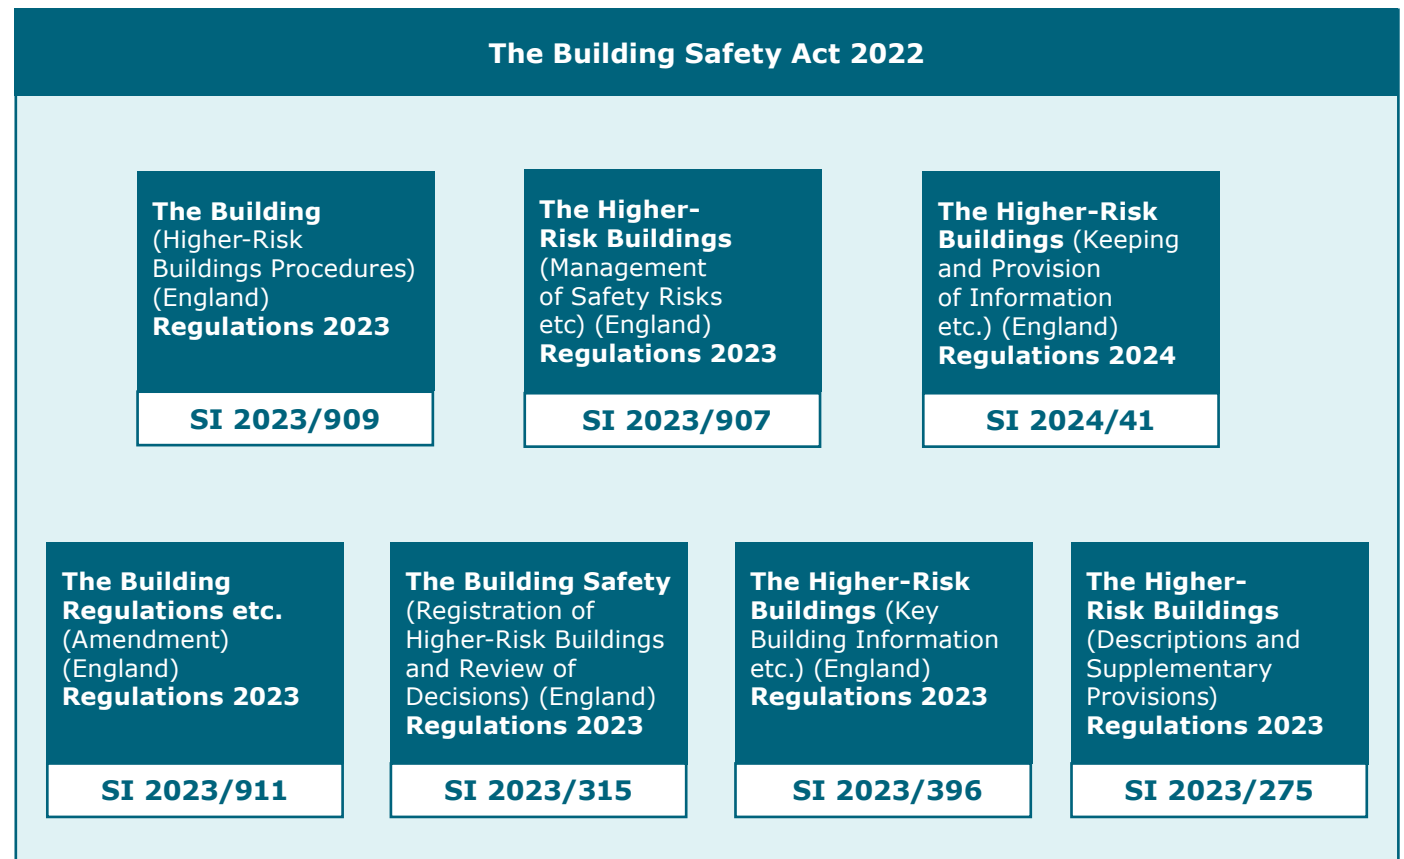 The Building Safety Act 2022
The Building
(Higher-Risk
Buildings Procedures)
(England)
Regulations 2023
SI 2023/909
The Higher-
Risk Buildings
(Management
of Safety Risks
etc) (England)
Regulations 2023
SI 2023/907
The Higher-Risk
Buildings (Keeping
and Provision
of Information
etc.) (England)
Regulations 2024
SI 2024/41
The Building
Regulations etc.
(Amendment)
(England)
Regulations 2023
SI 2023/911
The Building Safety
(Registration of
Higher-Risk Buildings
and Review of
Decisions) (England)
Regulations 2023
SI 2023/315
The Higher-Risk
Buildings (Key
Building Information
etc.) (England)
Regulations 2023
SI 2023/396
The Higher-
Risk Buildings
(Descriptions and
Supplementary
Provisions)
Regulations 2023
SI 2023/275